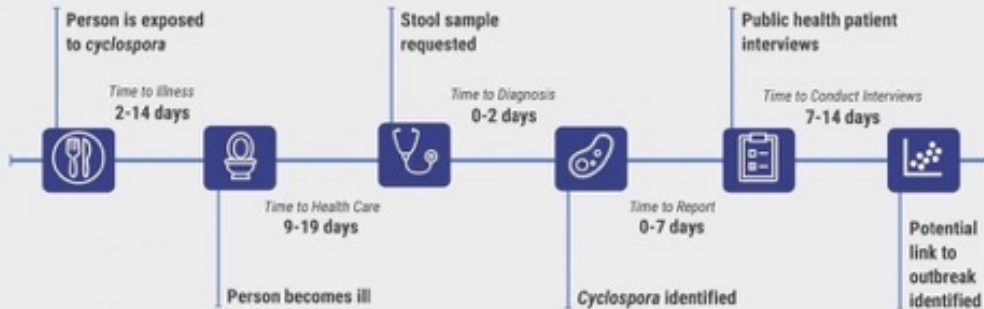 Person is exposed
to cyclospora
Time to Illness
2-14 days
Person becomes ill
Time to Health Care
9-19 days
Stool sample
requested
Time to Diagnosis
0-2 days
Cyclospora identified
Time to Report
0-7 days
Public health patient
interviews
Time to Conduct Interviews
7-14 days
Potential
link to
outbreak
identified